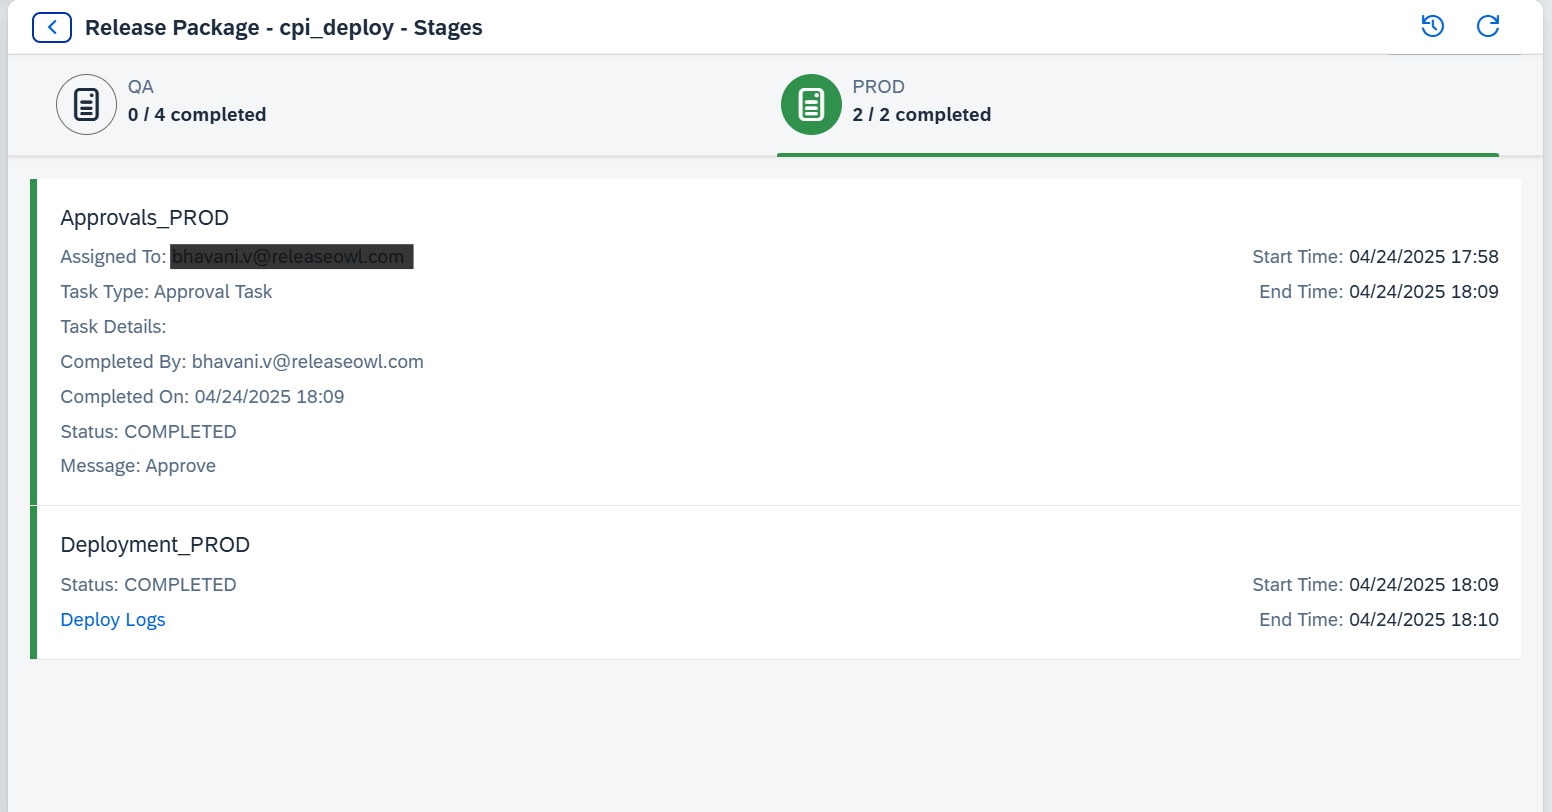 Release Package - cpi_deploy - Stages
QA
0 / 4 completed
PROD
2 / 2 completed
Approvals_PROD
Assigned To: bhavani.v@releaseowl.com
Start Time: 04/24/2025 17:58
Task Type: Approval Task
End Time: 04/24/2025 18:09
Task Details:
Completed By: bhavani.v@releaseowl.com
Completed On: 04/24/2025 18:09
Status: COMPLETED
Message: Approve
Deployment_PROD
Status: COMPLETED
Start Time: 04/24/2025 18:09
Deploy Logs
End Time: 04/24/2025 18:10